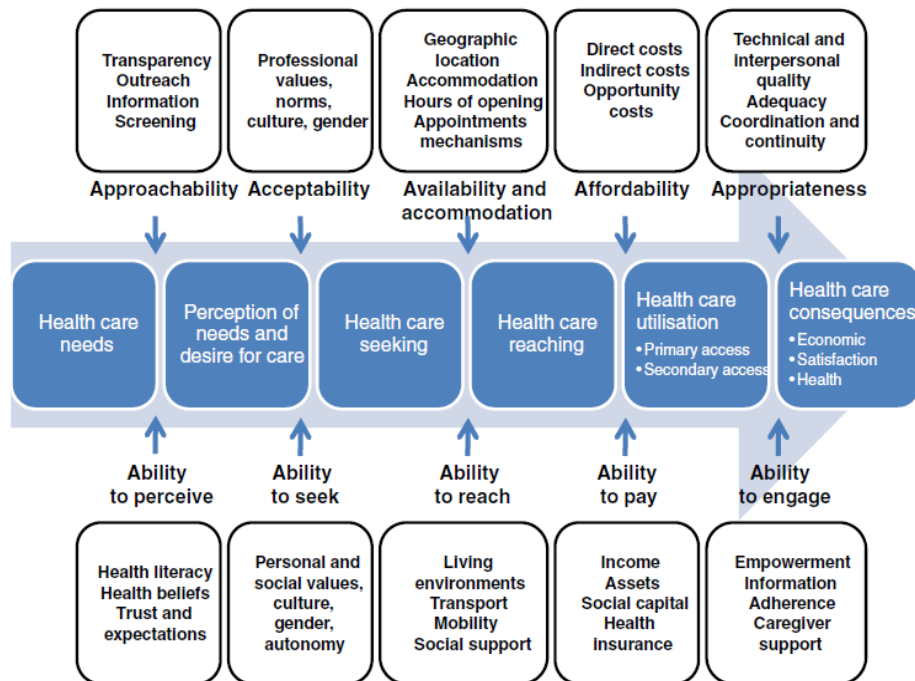 Transparency
Outreach
Information
Screening
Professional
values,
norms,
culture, gender
Geographic
location
Accommodation
Hours of opening
Appointments
mechanisms
Direct costs
Indirect costs
Opportunity
costs
Technical and
interpersonal
quality
Adequacy
Coordination and
continuity
Approachability
Acceptability
Availability and
accommodation
Affordability
Appropriateness
Health care
needs
Perception of
needs and
desire for care
Health care
seeking
Health care
reaching
Health care
utilisation
• Primary access
• Secondary access
Health care
consequences
• Economic
• Satisfaction
• Health
Ability
to perceive
Ability
to seek
Ability
to reach
Ability
to pay
Ability
to engage
Health literacy
Health beliefs
Trust and
expectations
Personal and
social values,
culture,
gender,
autonomy
Living
environments
Transport
Mobility
Social support
Income
Assets
Social capital
Health
insurance
Empowerment
Information
Adherence
Caregiver
support